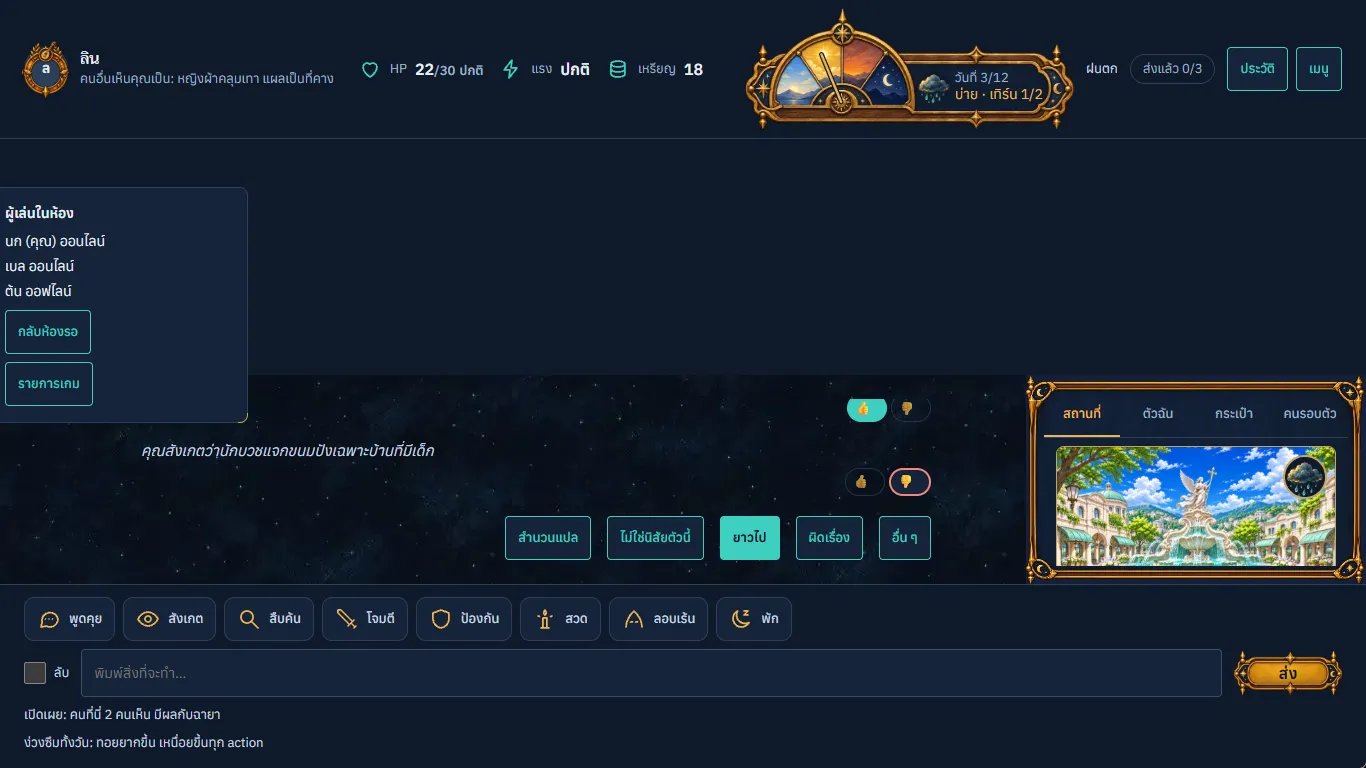 ล
ลิน
คนอื่นเห็นคุณเป็น: หญิงผ้าคลุมเทา แผลเป็นที่คาง
HP 22/30 ปกติ
แรง ปกติ
เหรียญ 18
วันที่ 3/12
บ่าย · เทิร์น 1/2
ฝนตก
ส่งแล้ว 0/3
ประวัติ
เมนู
ผู้เล่นในห้อง
นก (คุณ) ออนไลน์
เบล ออนไลน์
ต้น ออฟไลน์
กลับห้องรอ
รายการเกม
คุณสังเกตว่านักบวชแจกขนมปังเฉพาะบ้านที่มีเด็ก
สำนวนแปล
ไม่ใช่นิสัยตัวนี้
ยาวไป
ผิดเรื่อง
อื่น ๆ
สถานที่
ตัวฉัน
กระเป๋า
คนรอบตัว
พูดคุย
สังเกต
สืบค้น
โจมตี
ป้องกัน
สวด
ลอบเร้น
พัก
ลับ
พิมพ์สิ่งที่จะทำ...
ส่ง
เปิดเผย: คนที่นี่ 2 คนเห็น มีผลกับฉายา
ง่วงซึมทั้งวัน: ทอยยากขึ้น เหนื่อยขึ้นทุก action